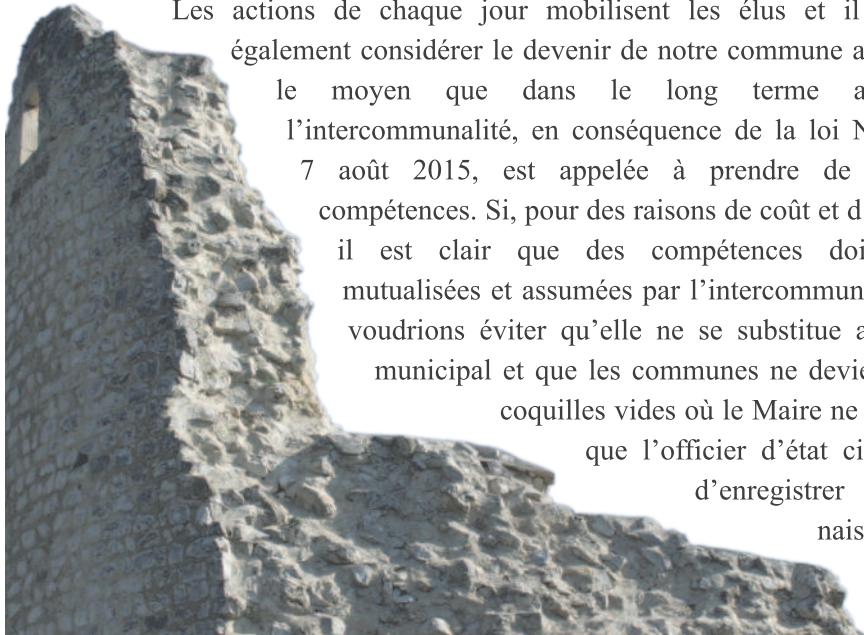 Les actions de chaque jour mobilisent les élus et il
également considérer le devenir de notre commune a
le moyen que dans le long terme a
l’intercommunalité, en conséquence de la loi N
7 août 2015, est appelée à prendre de
compétences. Si, pour des raisons de coût et d
il est clair que des compétences doi
mutualisées et assumées par l’intercommun
voudrions éviter qu’elle ne se substitue a
municipal et que les communes ne devie
coquilles vides où le Maire ne
que l’officier d’état ci
d’enregistrer
nais